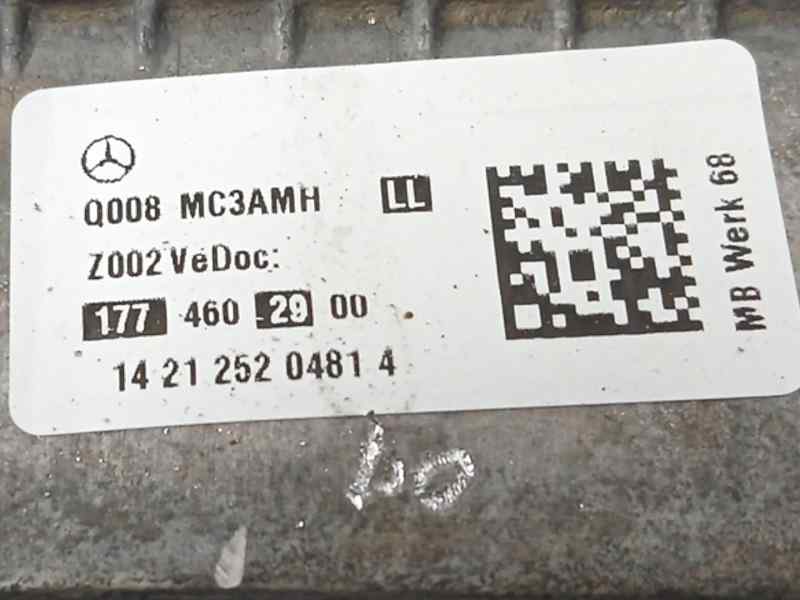 Q008 MC3AMH LL
Z002 VeDoc:
177 460 29 00
14 21 252 0481 4
MB Werk 68